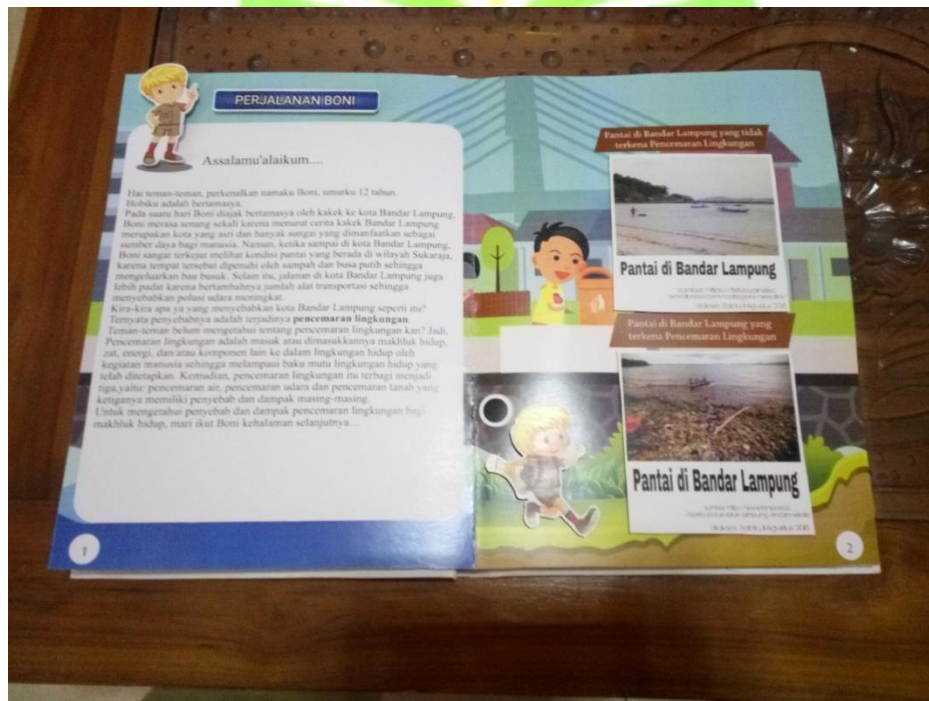 PERJALANAN BONI
Assalamu'alaikum....
Hai teman-teman, perkenalkan namaku Boni, umurku 12 tahun.
Hobiku adalah bertamasya.
Pada suatu hari Boni diajak bertamasya oleh kakek ke kota Bandar Lampung,
Boni merasa senang sekali karena menurut cerita kakek Bandar Lampung
merupakan kota yang asri dan banyak sungai yang dimanfaatkan sebagai
sumber daya bagi manusia. Namun, ketika sampai di kota Bandar Lampung,
Boni sangat terkejut melihat kondisi pantai yang berada di wilayah Sukaraja,
karena tempat tersebut dipenuhi oleh sampah dan busa putih sehingga
mengeluarkan bau busuk. Selain itu, jalanan di kota Bandar Lampung juga
lebih padat karena bertambahnya jumlah alat transportasi sehingga
menyebabkan polusi udara meningkat.
Kira-kira apa ya yang menyebabkan kota Bandar Lampung seperti itu?
Ternyata penyebabnya adalah terjadinya pencemaran lingkungan.
Teman-teman belum mengetahui tentang pencemaran lingkungan kan? Jadi,
Pencemaran lingkungan adalah masuk atau dimasukkannya makhluk hidup,
zat, energi, dan/atau komponen lain ke dalam lingkungan hidup oleh
kegiatan manusia sehingga melampaui baku mutu lingkungan hidup yang
telah ditetapkan. Kemudian, pencemaran lingkungan itu terbagi menjadi
tiga,yaitu: pencemaran air, pencemaran udara dan pencemaran tanah yang
ketiganya memiliki penyebab dan dampak masing-masing.
Untuk mengetahui penyebab dan dampak pencemaran lingkungan bagi
makhluk hidup, mari ikut Boni kehalaman selanjutnya....
1
Pantai di Bandar Lampung yang tidak
terkena Pencemaran Lingkungan
Pantai di Bandar Lampung
Pantai di Bandar Lampung yang
terkena Pencemaran Lingkungan
Pantai di Bandar Lampung
2